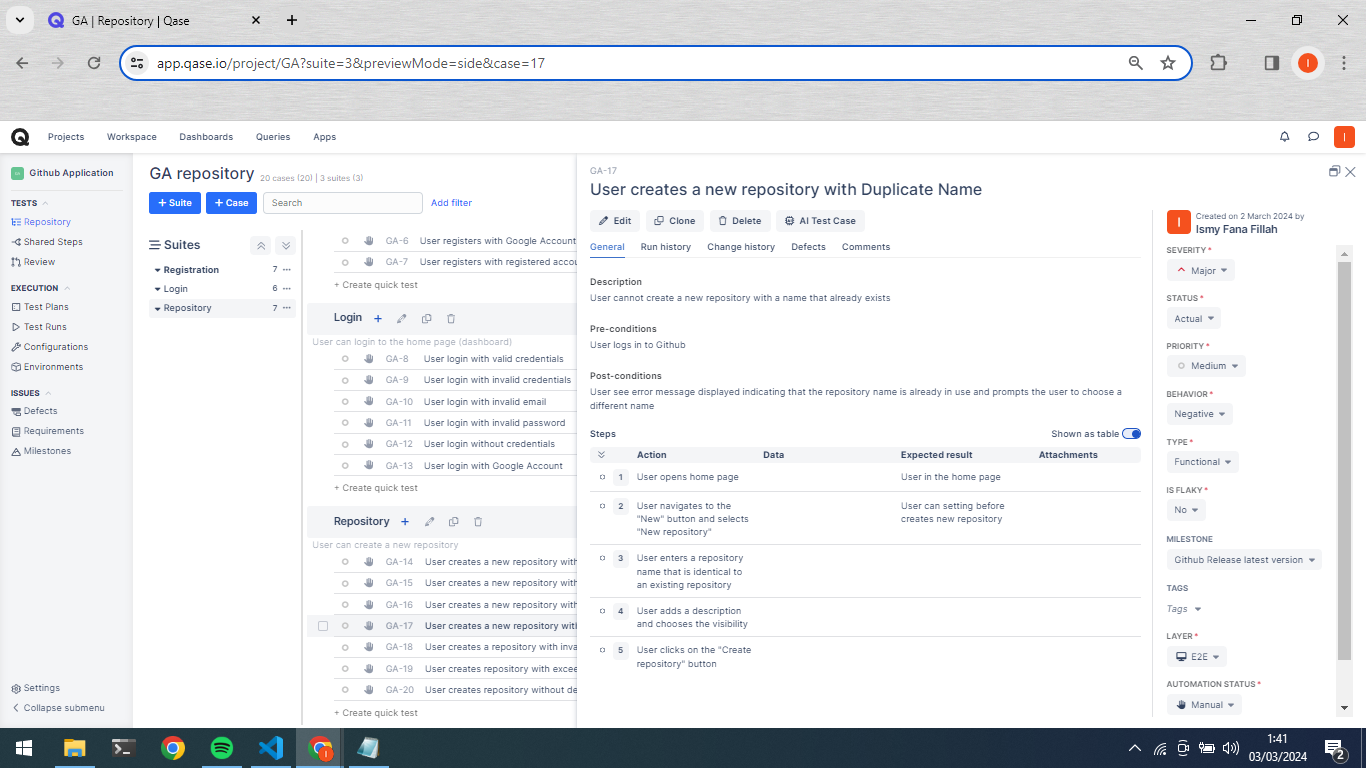 GA | Repository | Qase
app.qase.io/project/GA?suite=3&previewMode=side&case=17
I
Projects Workspace Dashboards Queries Apps
I
Github Application
TESTS
Repository
Shared Steps
Review
EXECUTION
Test Plans
Test Runs
Configurations
Environments
ISSUES
Defects
Requirements
Milestones
Settings
Collapse submenu
GA repository 20 cases (20) | 3 suites (3)
+ Suite + Case Search Add filter
Suites
Registration 7
Login 6
Repository 7
GA-6 User registers with Google Account
GA-7 User registers with registered accou
+ Create quick test
Login
User can login to the home page (dashboard)
GA-8 User login with valid credentials
GA-9 User login with invalid credentials
GA-10 User login with invalid email
GA-11 User login with invalid password
GA-12 User login without credentials
GA-13 User login with Google Account
+ Create quick test
Repository
User can create a new repository
GA-14 User creates a new repository with
GA-15 User creates a new repository with
GA-16 User creates a new repository with
GA-17 User creates a new repository with
GA-18 User creates a repository with inva
GA-19 User creates repository with excee
GA-20 User creates repository without de
+ Create quick test
GA-17
User creates a new repository with Duplicate Name
Edit Clone Delete AI Test Case
General Run history Change history Defects Comments
Description
User cannot create a new repository with a name that already exists
Pre-conditions
User logs in to Github
Post-conditions
User see error message displayed indicating that the repository name is already in use and prompts the user to choose a
different name
Steps Shown as table
Action Data Expected result Attachments
1 User opens home page User in the home page
2 User navigates to the
"New" button and selects
"New repository"
User can setting before
creates new repository
3 User enters a repository
name that is identical to
an existing repository
4 User adds a description
and chooses the visibility
5 User clicks on the "Create
repository" button
I
Created on 2 March 2024 by
Ismy Fana Fillah
SEVERITY *
Major
STATUS *
Actual
PRIORITY *
Medium
BEHAVIOR *
Negative
TYPE *
Functional
IS FLAKY *
No
MILESTONE
Github Release latest version
TAGS
Tags
LAYER *
E2E
AUTOMATION STATUS *
Manual
I
1:41
03/03/2024
2